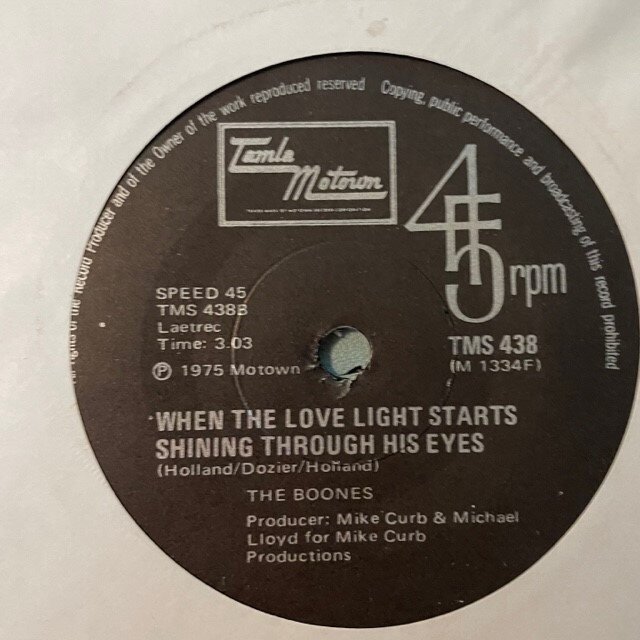 of the Record Producer and of the Owner of the work reproduced reserved Copying, public performance and broadcasting of this record prohibited
Tamla
Motown
45 rpm
SPEED 45
TMS 438B
Laetrec
Time: 3.03
Ⓟ 1975 Motown
TMS 438
(M 1334F)
WHEN THE LOVE LIGHT STARTS
SHINING THROUGH HIS EYES
(Holland/Dozier/Holland)
THE BOONES
Producer: Mike Curb & Michael
Lloyd for Mike Curb
Productions